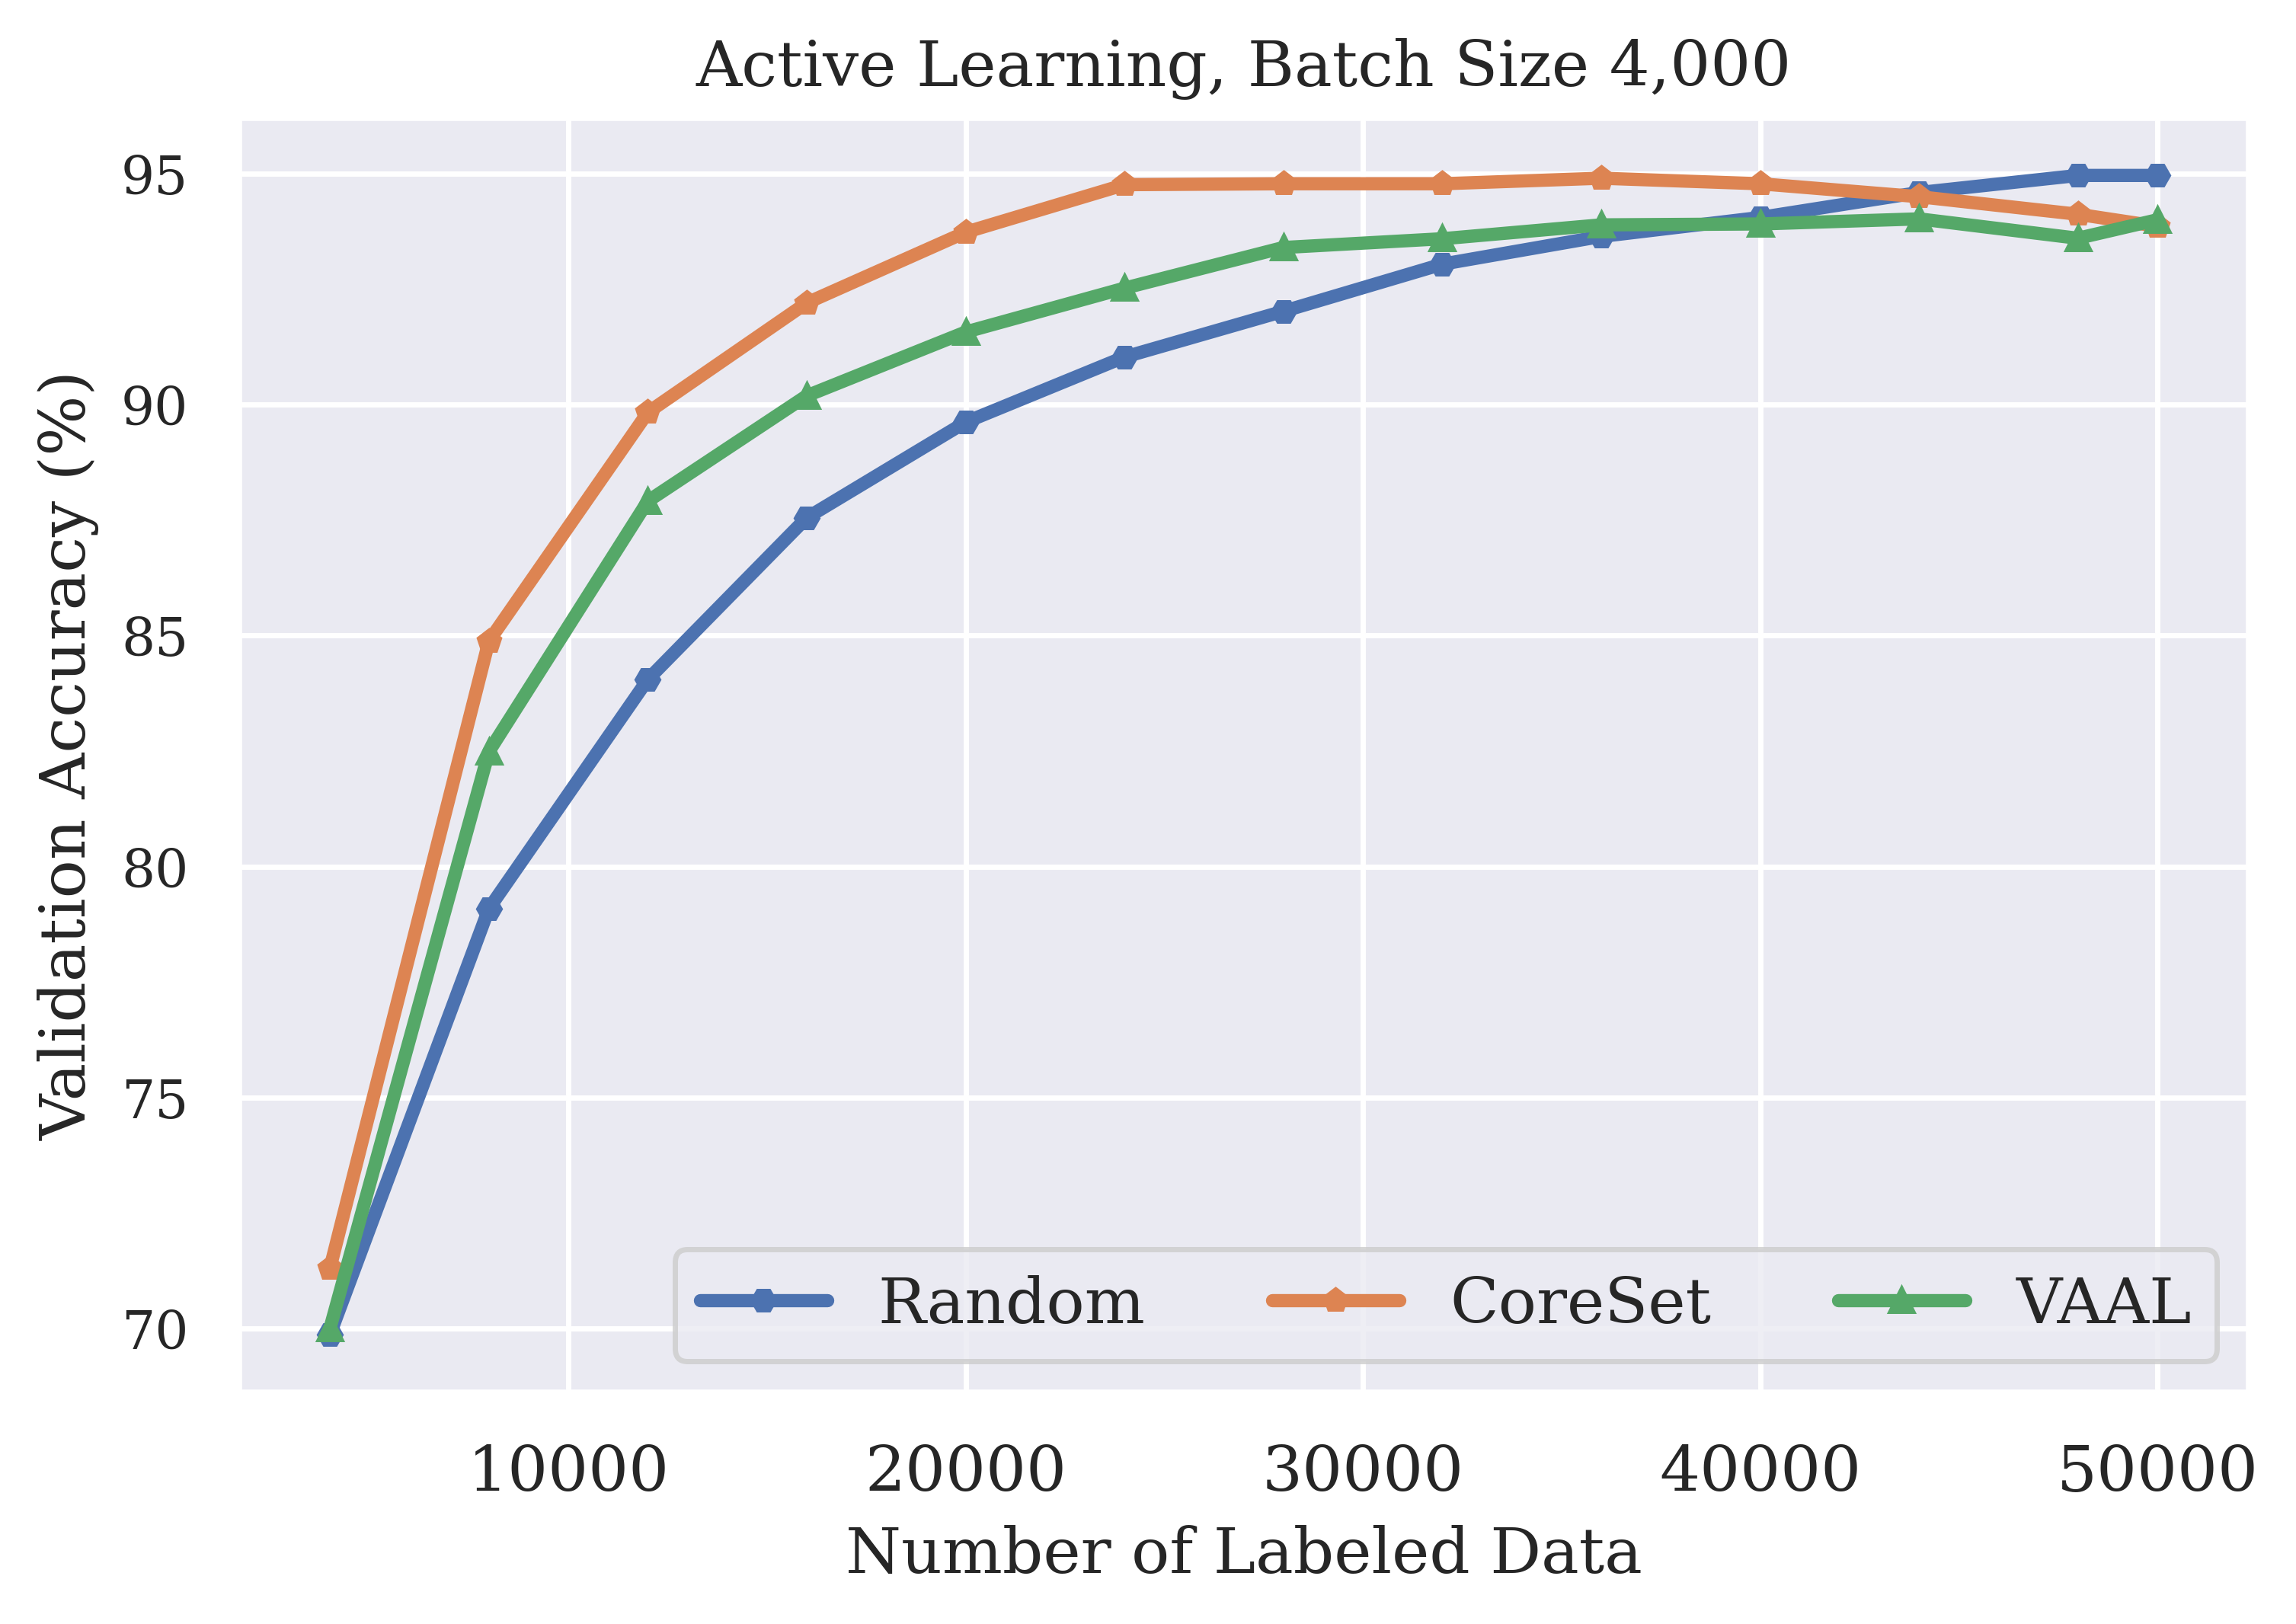 Active Learning, Batch Size 4,000
Validation Accuracy (%)
95
90
85
80
75
70
Random CoreSet VAAL
10000 20000 30000 40000 50000
Number of Labeled Data